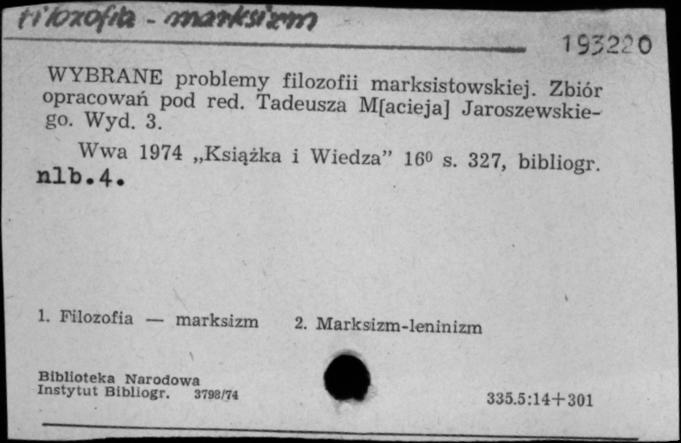 filozofia - marksizm
193220
WYBRANE problemy filozofii marksistowskiej. Zbiór
opracowań pod red. Tadeusza M[acieja] Jaroszewskie-
go. Wyd. 3.
Wwa 1974 „Książka i Wiedza” 16⁰ s. 327, bibliogr.
nlb.4.
1. Filozofia — marksizm 2. Marksizm-leninizm
Biblioteka Narodowa
Instytut Bibliogr. 3798/74
335.5:14+301